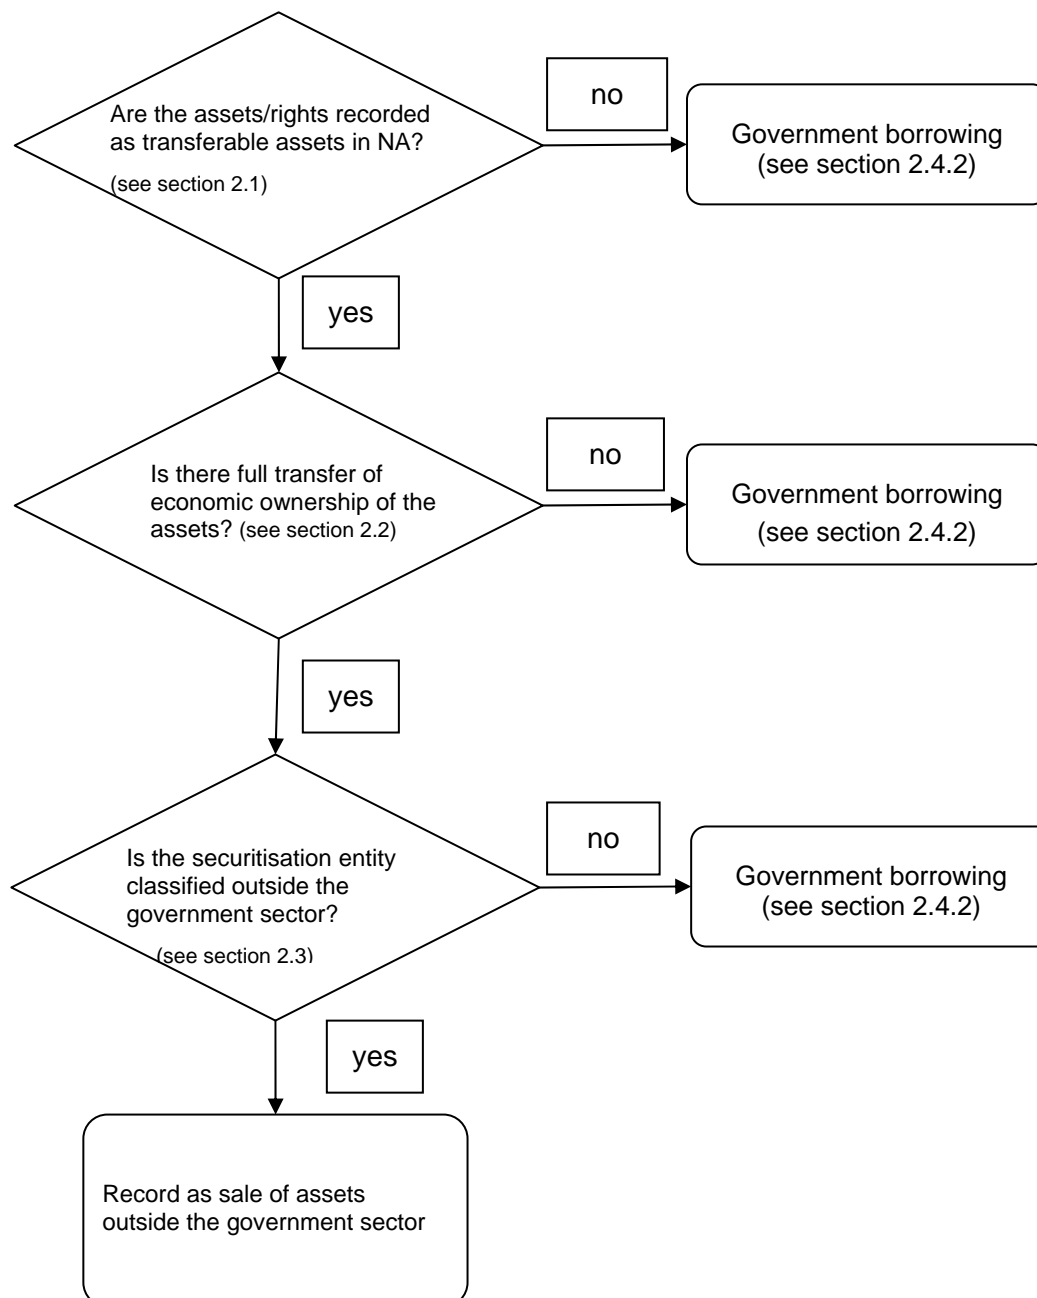 no
Are the assets/rights recorded
as transferable assets in NA?
(see section 2.1)
Government borrowing
(see section 2.4.2)
yes
no
Is there full transfer of
economic ownership of the
assets? (see section 2.2)
Government borrowing
(see section 2.4.2)
yes
no
Is the securitisation entity
classified outside the
government sector?
(see section 2.3)
Government borrowing
(see section 2.4.2)
yes
Record as sale of assets
outside the government sector